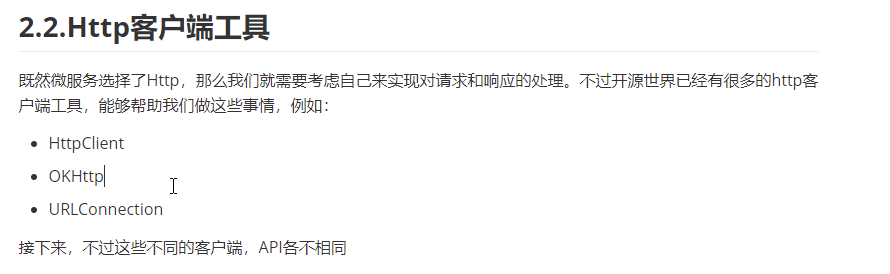 2.2.Http客户端工具
既然微服务选择了Http，那么我们就需要考虑自己来实现对请求和响应的处理。不过开源世界已经有很多的http客
户端工具，能够帮助我们做这些事情，例如：
• HttpClient
• OKHttp
• URLConnection
接下来，不过这些不同的客户端，API各不相同